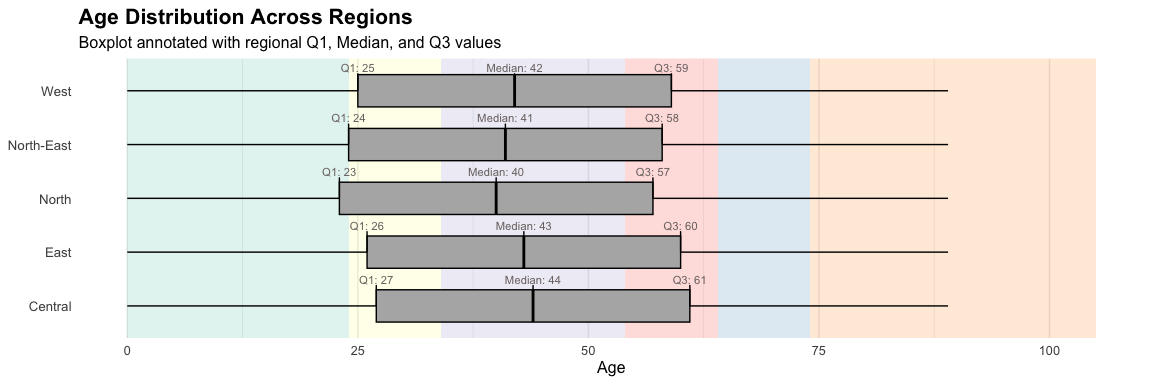 Age Distribution Across Regions
Boxplot annotated with regional Q1, Median, and Q3 values
Q1: 25 Median: 42 Q3: 59
West
Q1: 24 Median: 41 Q3: 58
North-East
Q1: 23 Median: 40 Q3: 57
North
Q1: 26 Median: 43 Q3: 60
East
Q1: 27 Median: 44 Q3: 61
Central
0 25 50 75 100
Age